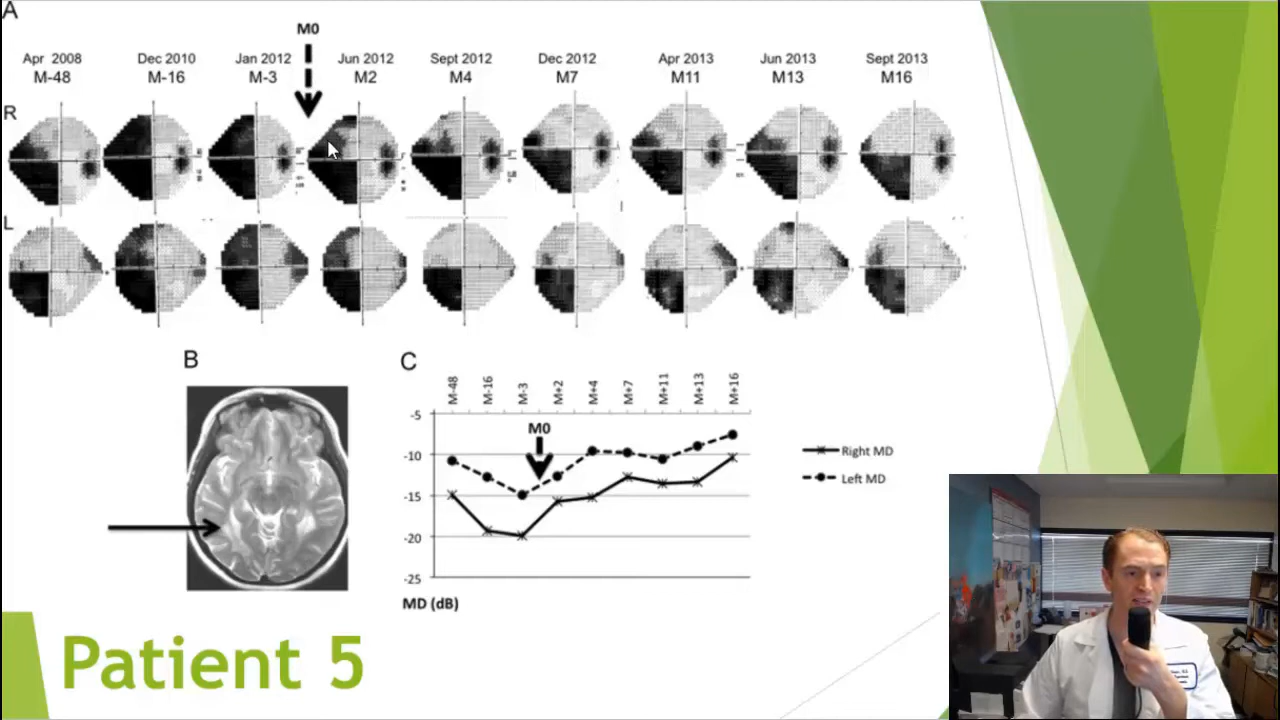 A
M0
Apr 2008 Dec 2010 Jan 2012 Jun 2012 Sept 2012 Dec 2012 Apr 2013 Jun 2013 Sept 2013
M-48 M-16 M-3 M2 M4 M7 M11 M13 M16
R
L
B
C
M-48 M-16 M-3 M+2 M+4 M+7 M+11 M+13 M+16
-5
M0
-10
Right MD
-15
Left MD
-20
-25
MD (dB)
Patient 5